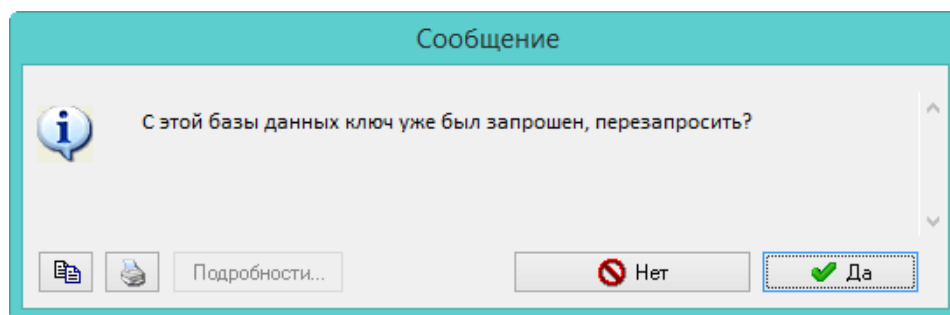 Сообщение
С этой базы данных ключ уже был запрошен, перезапросить?
Подробности...
Нет
Да